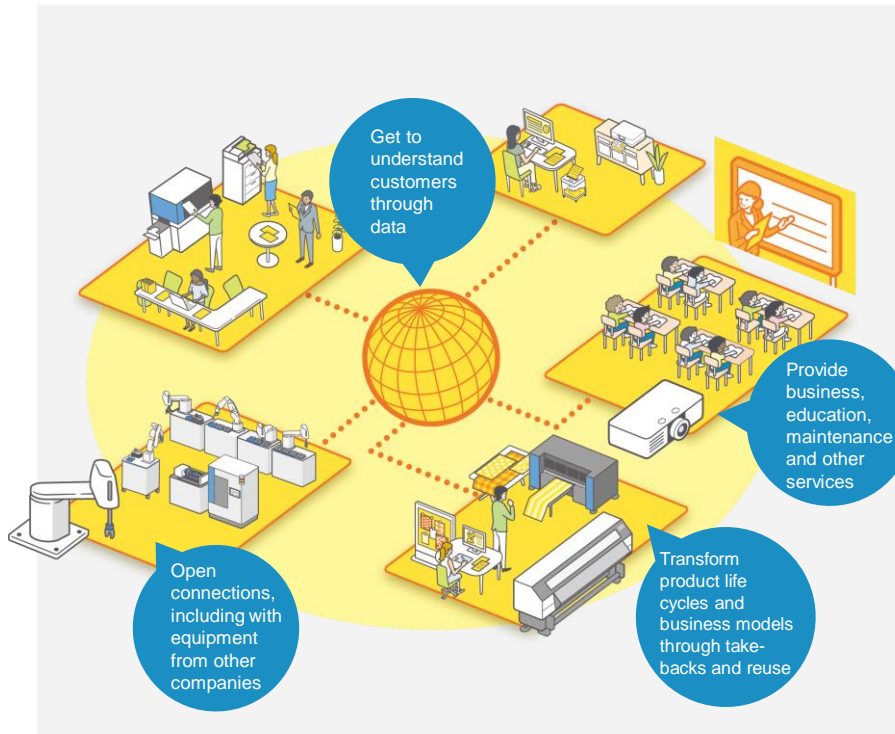 Get to
understand
customers
through
data
Provide
business,
education,
maintenance
and other
services
Open
connections,
including with
equipment
from other
companies
Transform
product life
cycles and
business models
through take-
backs and reuse